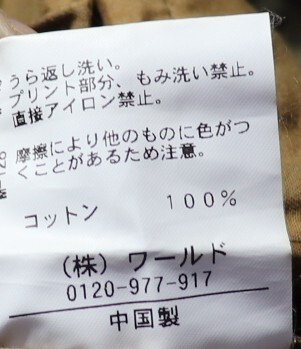 うら返し洗い。
プリント部分、もみ洗い禁止。
直接アイロン禁止。
摩擦により他のものに色がつ
くことがあるため注意。
コットン 100%
(株)ワールド
0120-977-917
中国製